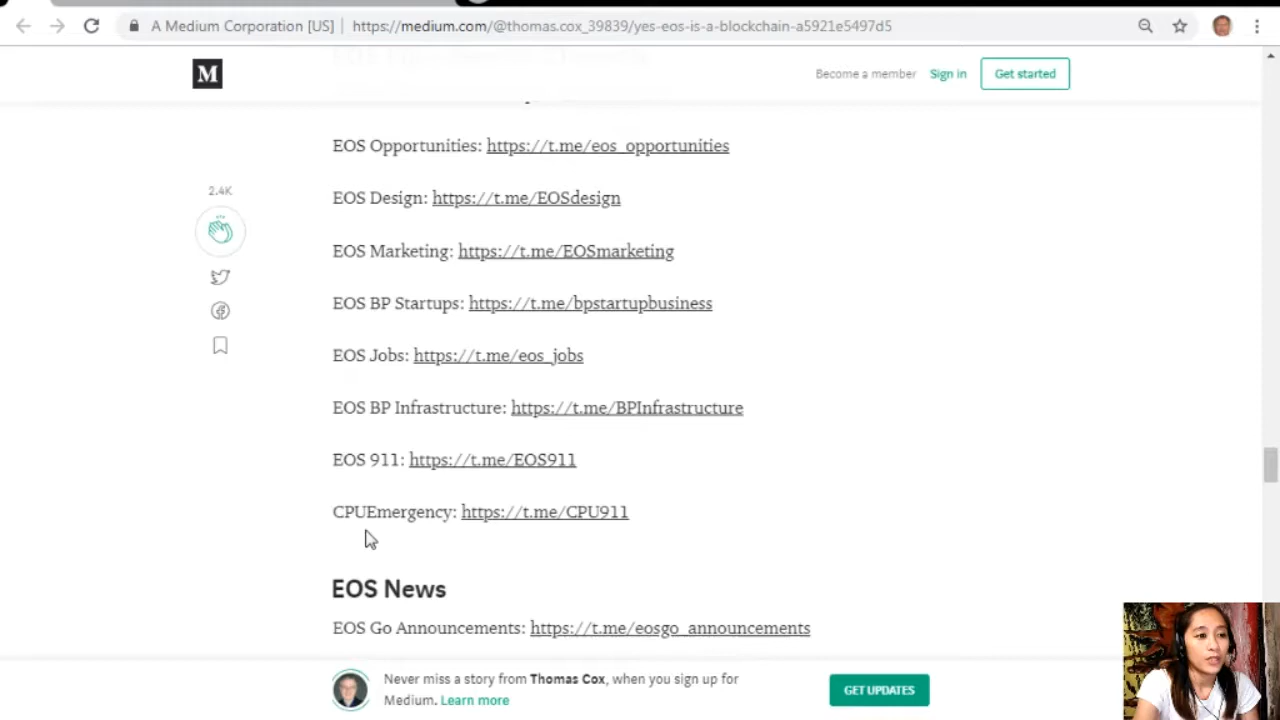 A Medium Corporation [US] | https://medium.com/@thomas.cox_39839/yes-eos-is-a-blockchain-a5921e5497d5
M
Become a member Sign in Get started
EOS Opportunities: https://t.me/eos_opportunities
2.4K
EOS Design: https://t.me/EOSdesign
EOS Marketing: https://t.me/EOSmarketing
EOS BP Startups: https://t.me/bpstartupbusiness
EOS Jobs: https://t.me/eos_jobs
EOS BP Infrastructure: https://t.me/BPInfrastructure
EOS 911: https://t.me/EOS911
CPUEmergency: https://t.me/CPU911
EOS News
EOS Go Announcements: https://t.me/eosgo_announcements
Never miss a story from Thomas Cox, when you sign up for
Medium. Learn more
GET UPDATES